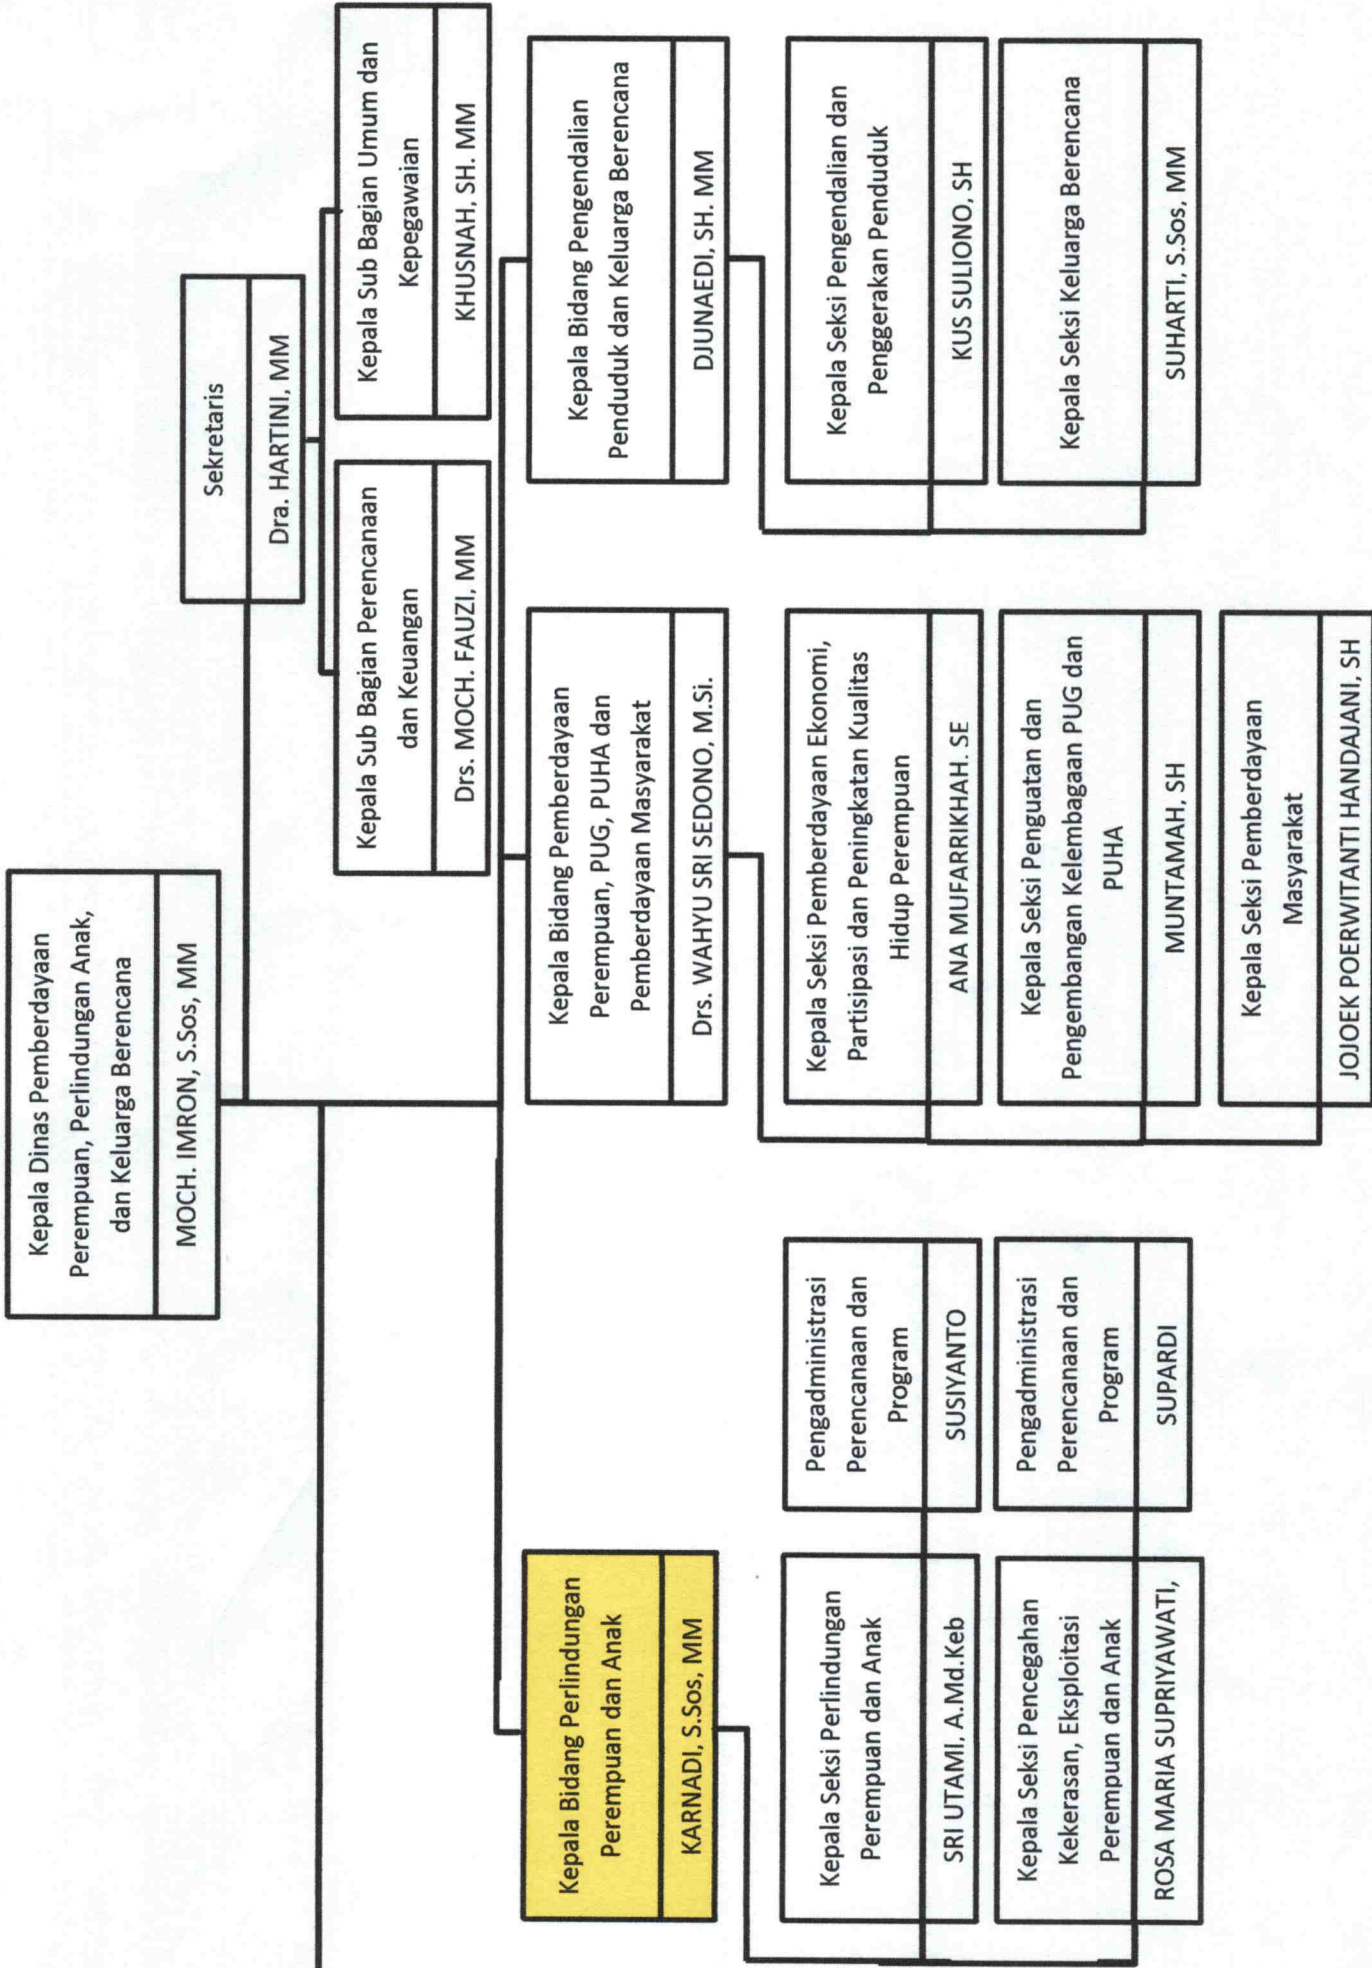 Kepala Dinas Pemberdayaan
Perempuan, Perlindungan Anak,
dan Keluarga Berencana
MOCH. IMRON, S.Sos, MM
Sekretaris
Dra. HARTINI, MM
Kepala Sub Bagian Perencanaan
dan Keuangan
Drs. MOCH. FAUZI, MM
Kepala Sub Bagian Umum dan
Kepegawaian
KHUSNAH, SH. MM
Kepala Bidang Perlindungan
Perempuan dan Anak
KARNADI, S.Sos, MM
Kepala Seksi Perlindungan
Perempuan dan Anak
SRI UTAMI, A.Md.Keb
Pengadministrasi
Perencanaan dan
Program
SUSIYANTO
Kepala Seksi Pencegahan
Kekerasan, Eksploitasi
Perempuan dan Anak
ROSA MARIA SUPRIYAWATI,
Pengadministrasi
Perencanaan dan
Program
SUPARDI
Kepala Bidang Pemberdayaan
Perempuan, PUG, PUHA dan
Pemberdayaan Masyarakat
Drs. WAHYU SRI SEDONO, M.Si.
Kepala Seksi Pemberdayaan Ekonomi,
Partisipasi dan Peningkatan Kualitas
Hidup Perempuan
ANA MUFARRIKHAH. SE
Kepala Seksi Penguatan dan
Pengembangan Kelembagaan PUG dan
PUHA
MUNTAMAH, SH
Kepala Seksi Pemberdayaan
Masyarakat
JOJOEK POERWITANTI HANDAJANI, SH
Kepala Bidang Pengendalian
Penduduk dan Keluarga Berencana
DJUNAEDI, SH. MM
Kepala Seksi Pengendalian dan
Penggerakan Penduduk
KUS SULIONO, SH
Kepala Seksi Keluarga Berencana
SUHARTI, S.Sos, MM